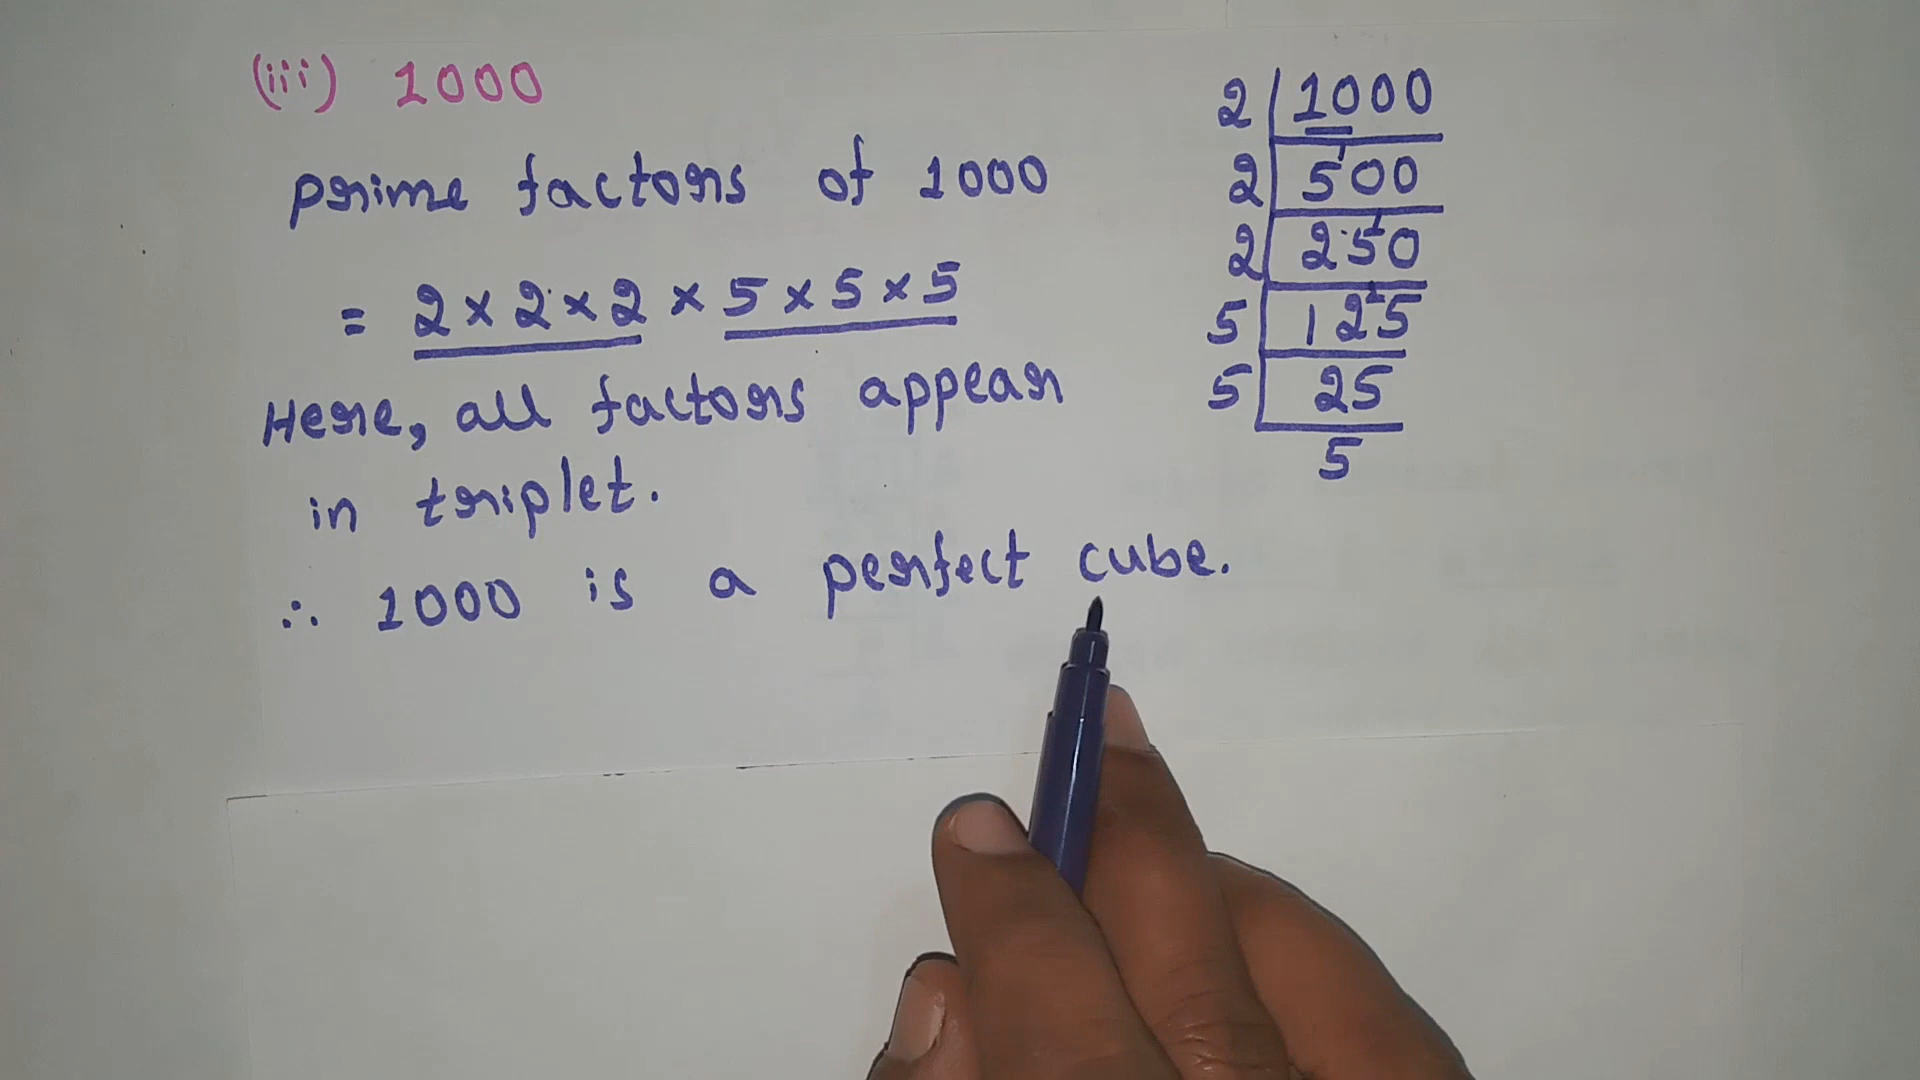 (iii) 1000
prime factors of 1000
= 2 × 2 × 2 × 5 × 5 × 5
Here, all factors appear
in triplet.
∴ 1000 is a perfect cube.
2 | 1000
2 | 500
2 | 250
5 | 125
5 | 25
5